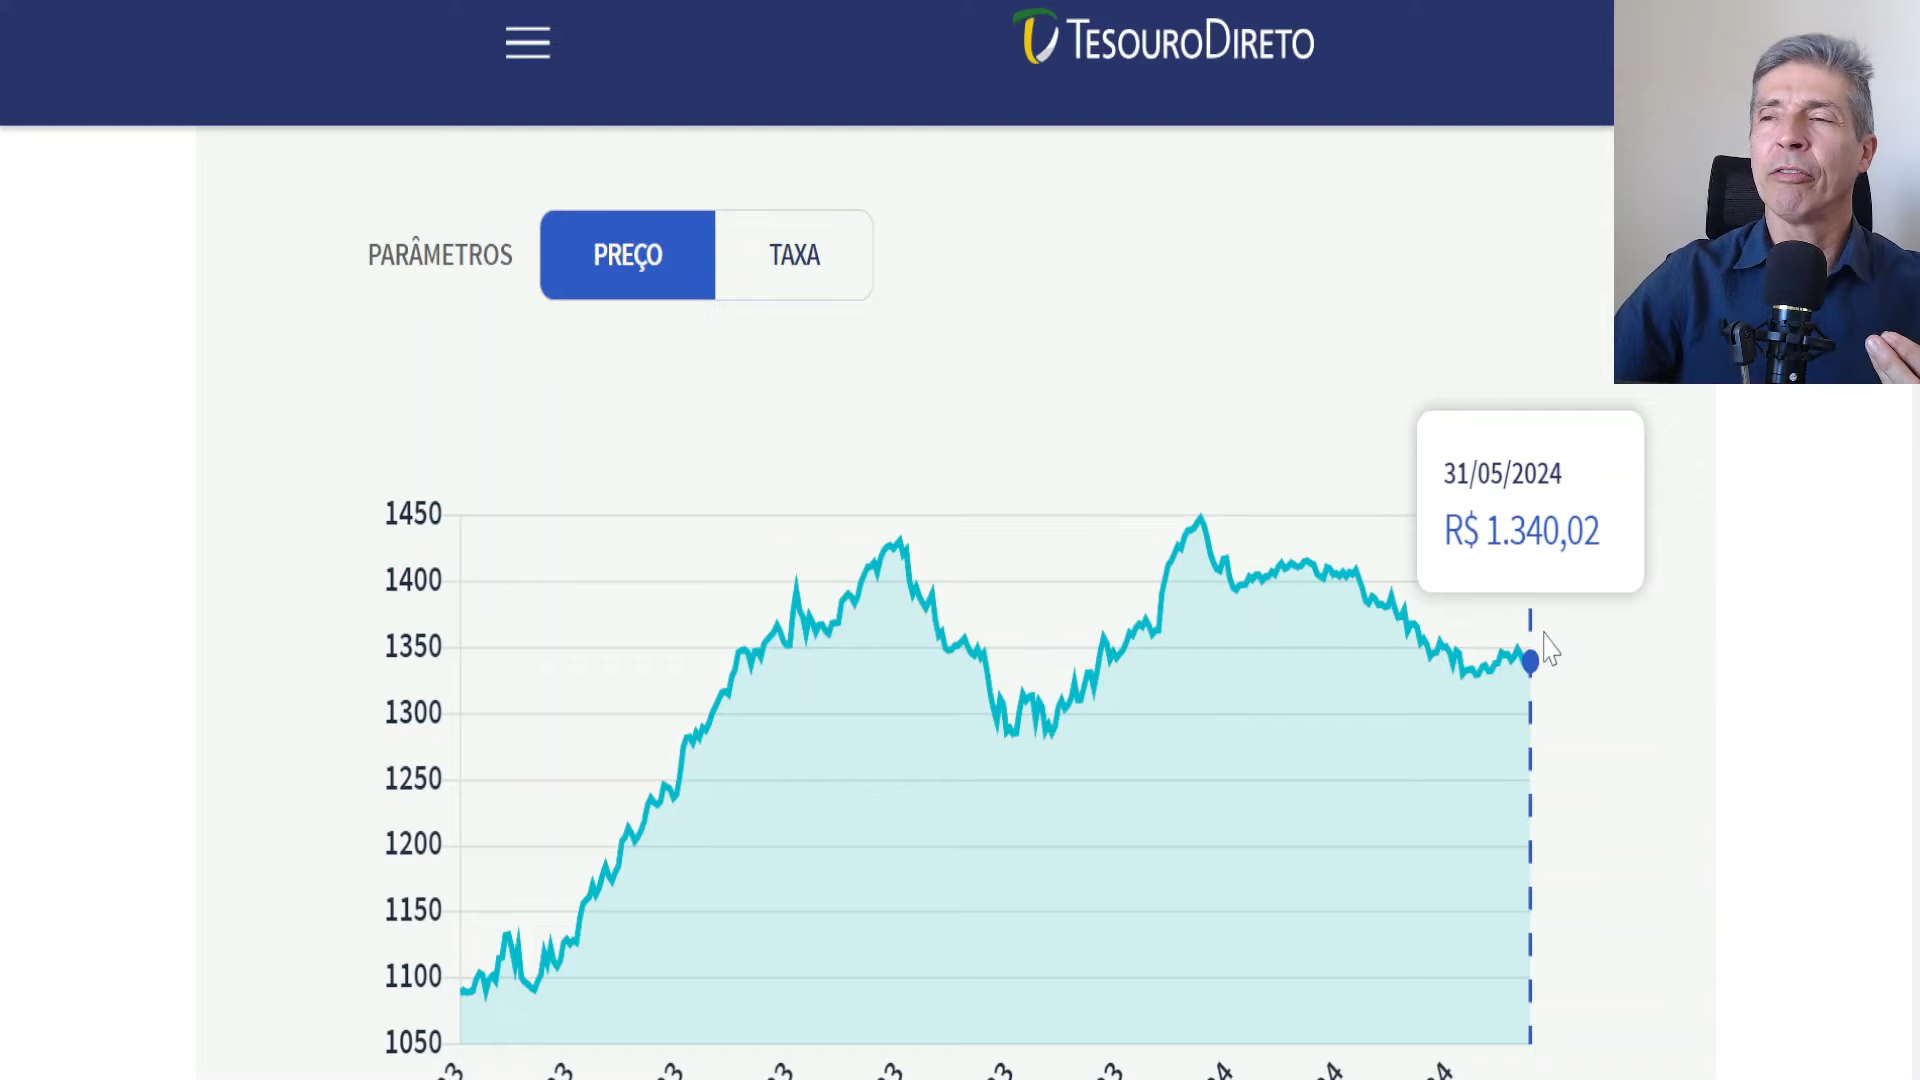 TESOURODIRETO
PARÂMETROS
PREÇO
TAXA
31/05/2024
R$ 1.340,02
1450
1400
1350
1300
1250
1200
1150
1100
1050